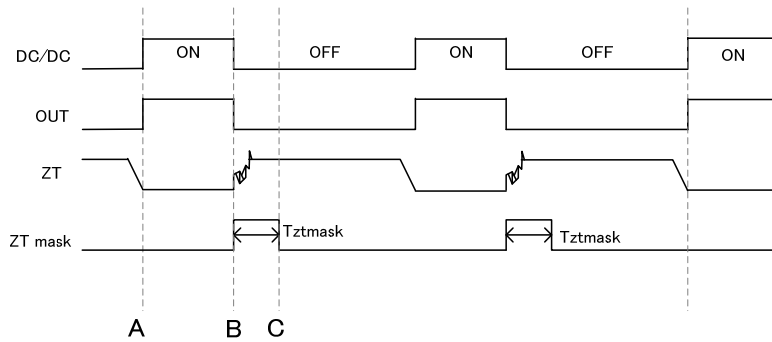 DC/DC ON OFF ON OFF ON
OUT
ZT
ZT mask Tztmask Tztmask
A B C